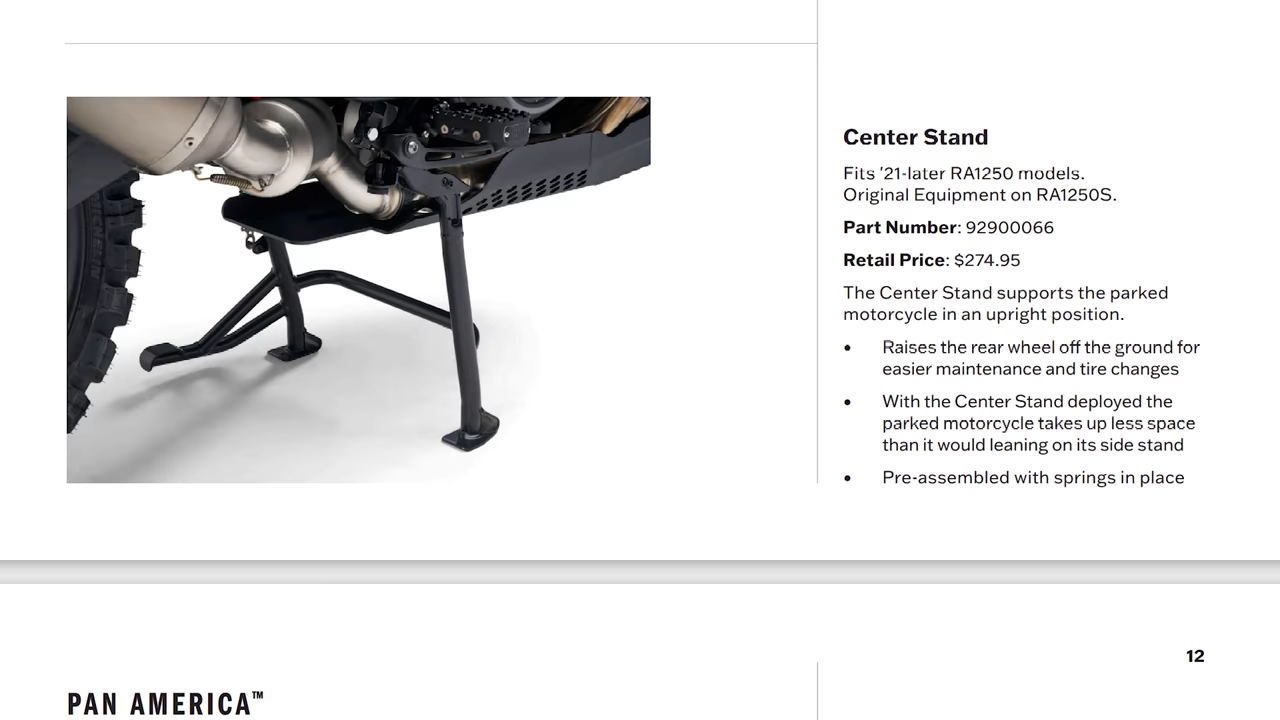 Center Stand
Fits '21-later RA1250 models.
Original Equipment on RA1250S.
Part Number: 92900066
Retail Price: $274.95
The Center Stand supports the parked
motorcycle in an upright position.
• Raises the rear wheel off the ground for
easier maintenance and tire changes
• With the Center Stand deployed the
parked motorcycle takes up less space
than it would leaning on its side stand
• Pre-assembled with springs in place
12
PAN AMERICA™